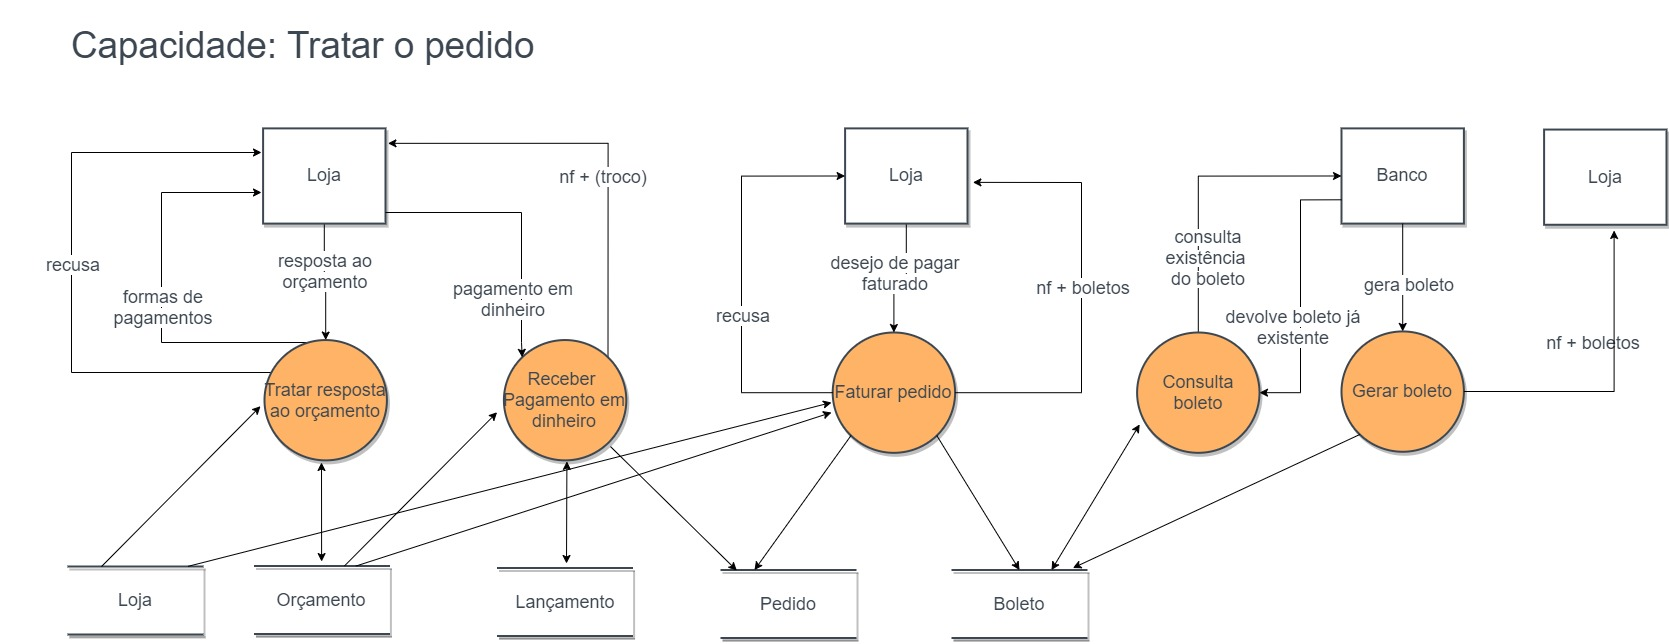 Capacidade: Tratar o pedido
Loja
Loja
Banco
Loja
nf + (troco)
recusa
resposta ao
orçamento
formas de
pagamentos
pagamento em
dinheiro
desejo de pagar
faturado
recusa
nf + boletos
consulta
existência
do boleto
devolve boleto já
existente
gera boleto
nf + boletos
Tratar resposta
ao orçamento
Receber
Pagamento em
dinheiro
Faturar pedido
Consulta
boleto
Gerar boleto
Loja
Orçamento
Lançamento
Pedido
Boleto